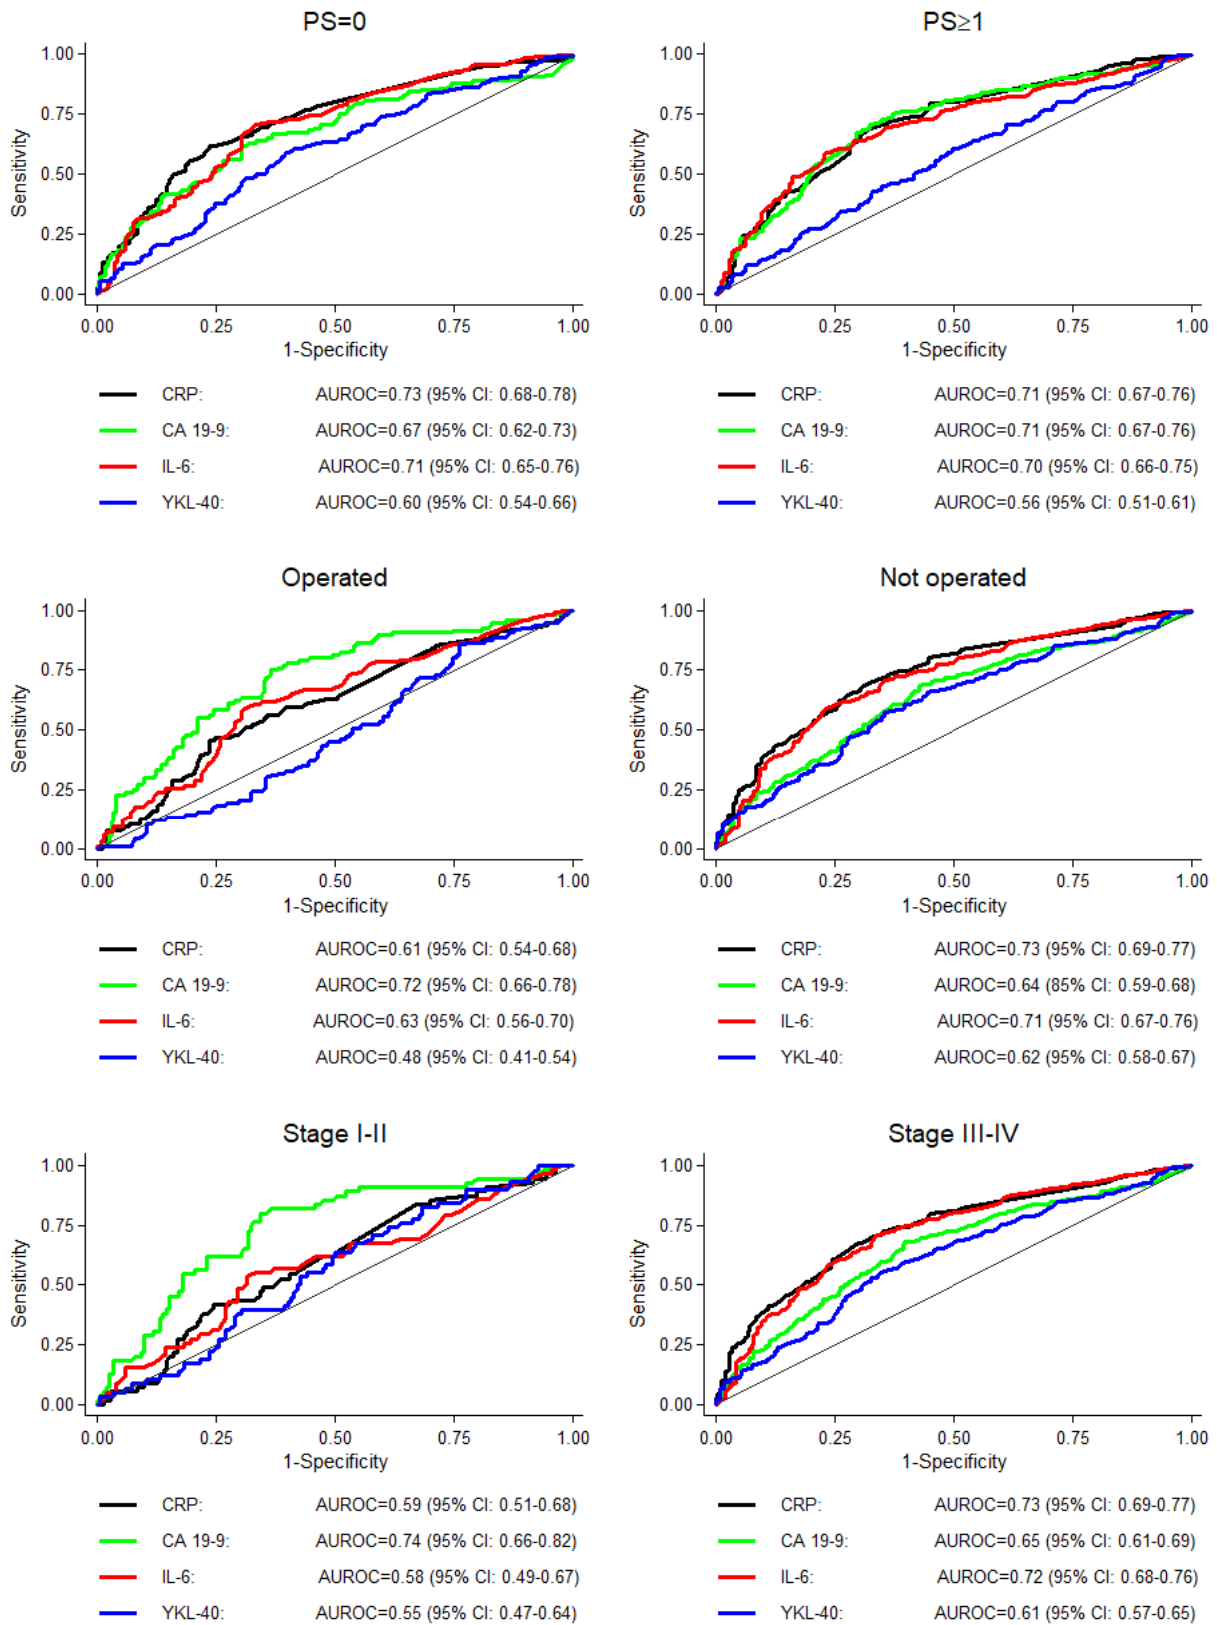 PS=0
1.00
0.75
0.50
0.25
0.00
Sensitivity
0.00 0.25 0.50 0.75 1.00
1-Specificity
CRP: AUROC=0.73 (95% CI: 0.68-0.78)
CA 19-9: AUROC=0.67 (95% CI: 0.62-0.73)
IL-6: AUROC=0.71 (95% CI: 0.65-0.76)
YKL-40: AUROC=0.60 (95% CI: 0.54-0.66)
PS≥1
1.00
0.75
0.50
0.25
0.00
Sensitivity
0.00 0.25 0.50 0.75 1.00
1-Specificity
CRP: AUROC=0.71 (95% CI: 0.67-0.76)
CA 19-9: AUROC=0.71 (95% CI: 0.67-0.76)
IL-6: AUROC=0.70 (95% CI: 0.66-0.75)
YKL-40: AUROC=0.56 (95% CI: 0.51-0.61)
Operated
1.00
0.75
0.50
0.25
0.00
Sensitivity
0.00 0.25 0.50 0.75 1.00
1-Specificity
CRP: AUROC=0.61 (95% CI: 0.54-0.68)
CA 19-9: AUROC=0.72 (95% CI: 0.66-0.78)
IL-6: AUROC=0.63 (95% CI: 0.56-0.70)
YKL-40: AUROC=0.48 (95% CI: 0.41-0.54)
Not operated
1.00
0.75
0.50
0.25
0.00
Sensitivity
0.00 0.25 0.50 0.75 1.00
1-Specificity
CRP: AUROC=0.73 (95% CI: 0.69-0.77)
CA 19-9: AUROC=0.64 (85% CI: 0.59-0.68)
IL-6: AUROC=0.71 (95% CI: 0.67-0.76)
YKL-40: AUROC=0.62 (95% CI: 0.58-0.67)
Stage I-II
1.00
0.75
0.50
0.25
0.00
Sensitivity
0.00 0.25 0.50 0.75 1.00
1-Specificity
CRP: AUROC=0.59 (95% CI: 0.51-0.68)
CA 19-9: AUROC=0.74 (95% CI: 0.66-0.82)
IL-6: AUROC=0.58 (95% CI: 0.49-0.67)
YKL-40: AUROC=0.55 (95% CI: 0.47-0.64)
Stage III-IV
1.00
0.75
0.50
0.25
0.00
Sensitivity
0.00 0.25 0.50 0.75 1.00
1-Specificity
CRP: AUROC=0.73 (95% CI: 0.69-0.77)
CA 19-9: AUROC=0.65 (95% CI: 0.61-0.69)
IL-6: AUROC=0.72 (95% CI: 0.68-0.76)
YKL-40: AUROC=0.61 (95% CI: 0.57-0.65)